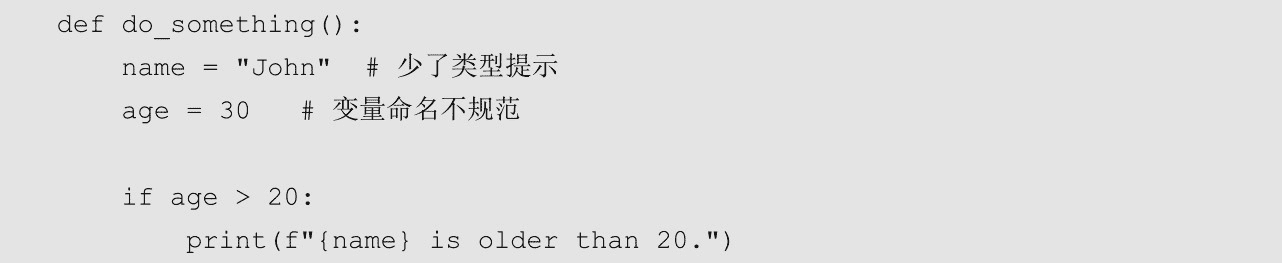 def do_something():
    name = "John"  # 少了类型提示
    age = 30   # 变量命名不规范

    if age > 20:
        print(f"{name} is older than 20.")